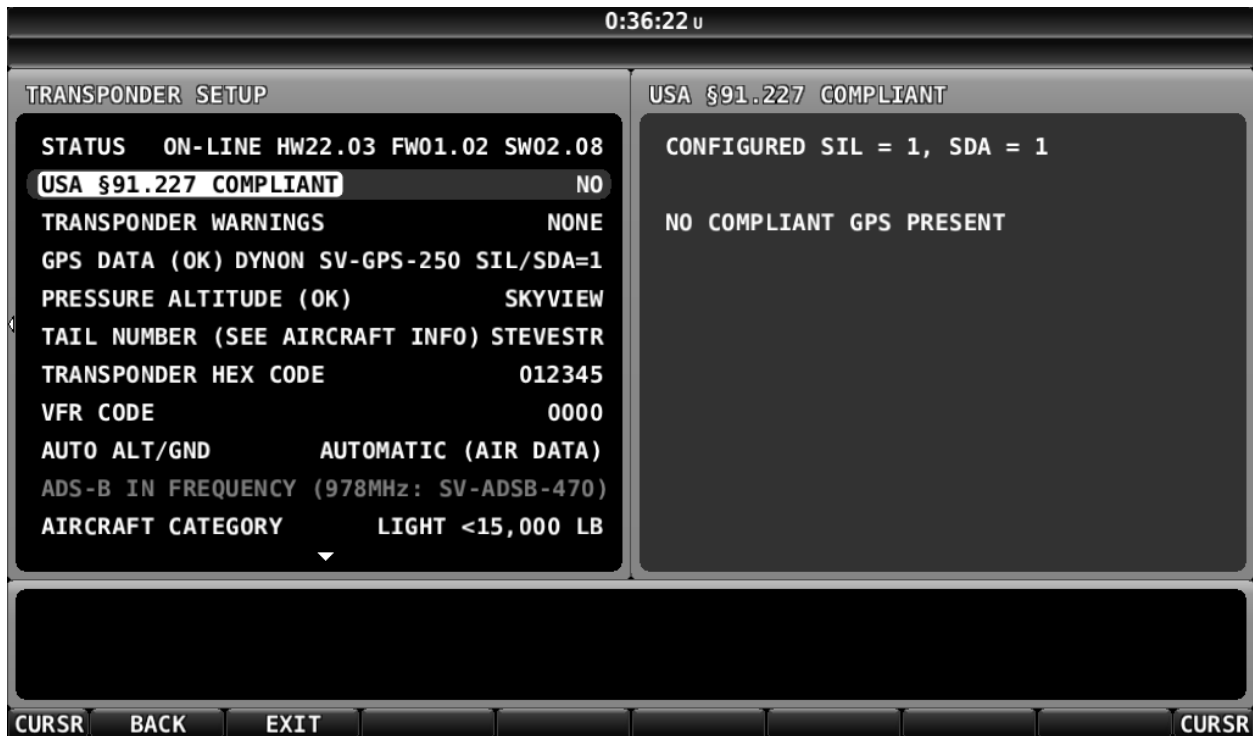 0:36:22 U
TRANSPONDER SETUP
STATUS ON-LINE HW22.03 FW01.02 SW02.08
USA §91.227 COMPLIANT NO
TRANSPONDER WARNINGS NONE
GPS DATA (OK) DYNON SV-GPS-250 SIL/SDA=1
PRESSURE ALTITUDE (OK) SKYVIEW
TAIL NUMBER (SEE AIRCRAFT INFO) STEVESTR
TRANSPONDER HEX CODE 012345
VFR CODE 0000
AUTO ALT/GND AUTOMATIC (AIR DATA)
ADS-B IN FREQUENCY (978MHz: SV-ADSB-470)
AIRCRAFT CATEGORY LIGHT <15,000 LB
USA §91.227 COMPLIANT
CONFIGURED SIL = 1, SDA = 1
NO COMPLIANT GPS PRESENT
CURSR BACK EXIT CURSR